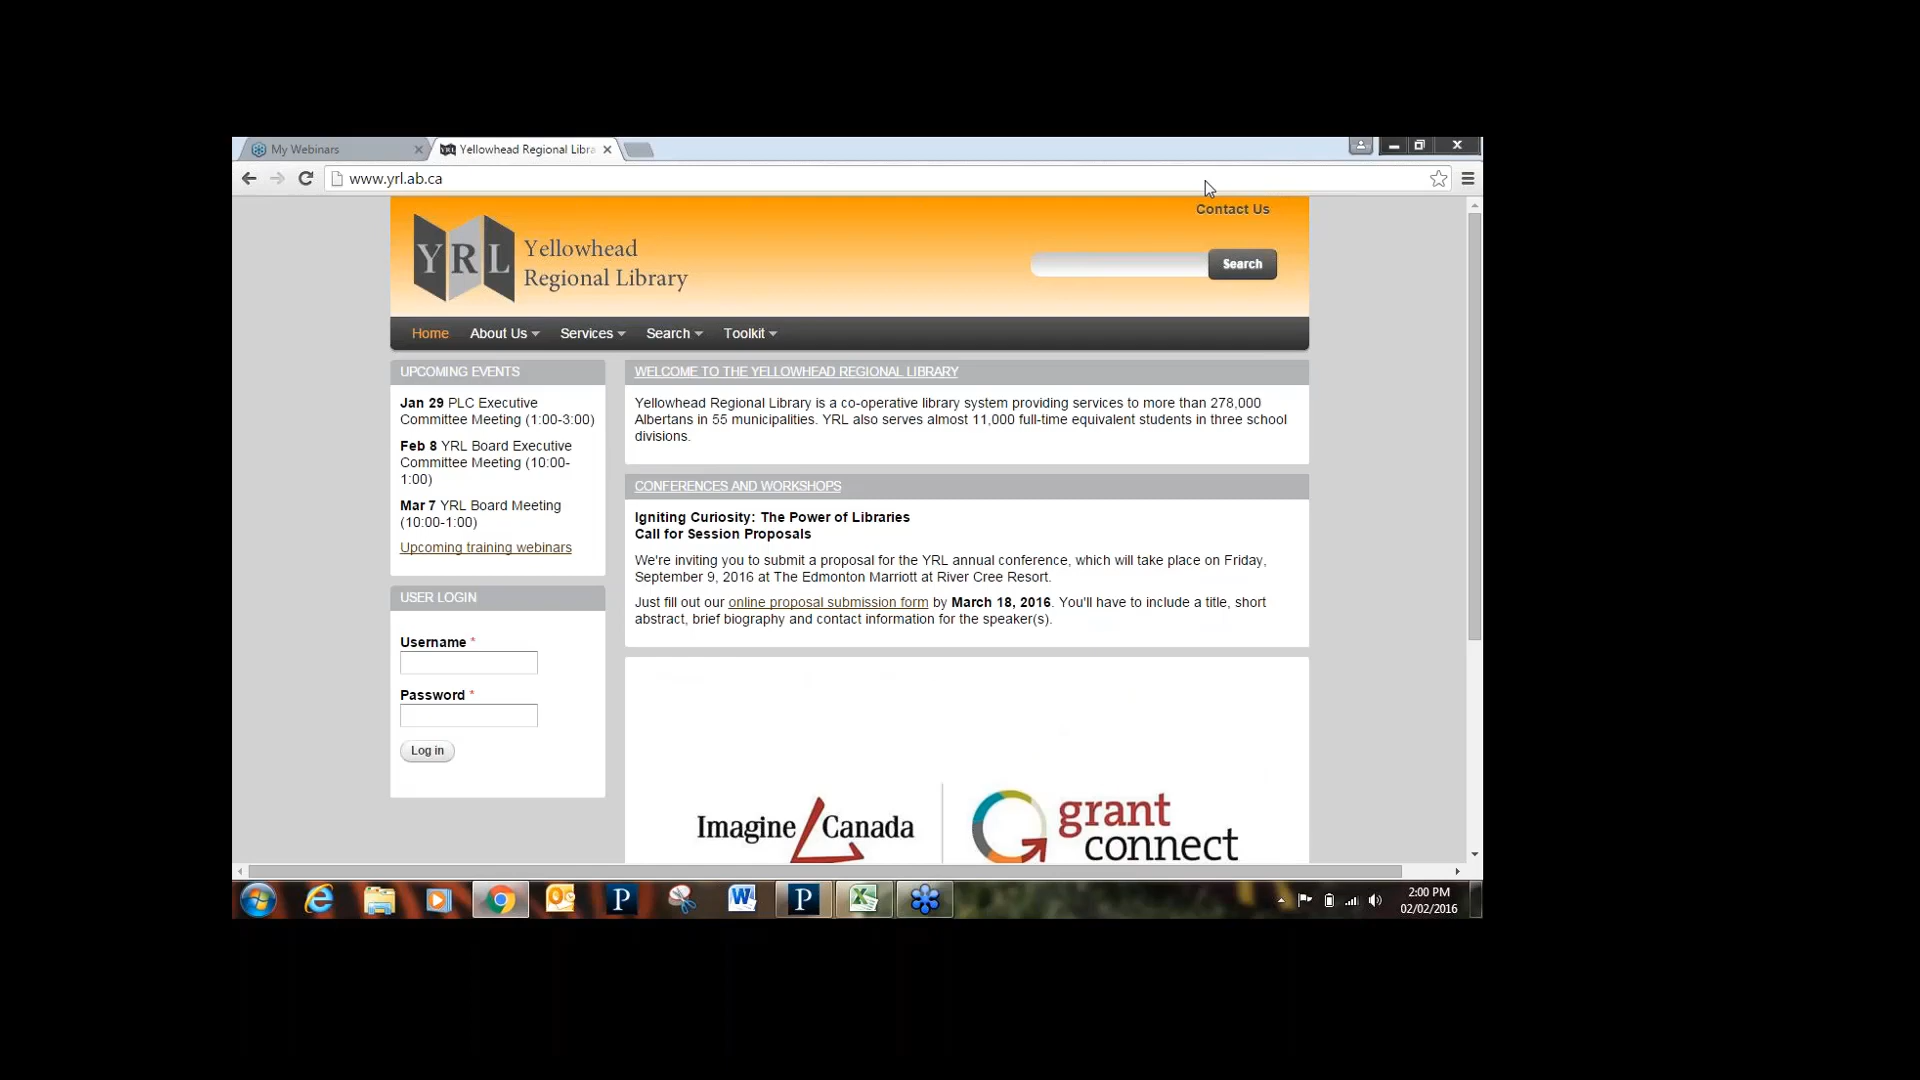 My Webinars
Yellowhead Regional Libra
www.yrl.ab.ca
Contact Us
YRL
Yellowhead
Regional Library
Search
Home About Us Services Search Toolkit
UPCOMING EVENTS
Jan 29 PLC Executive
Committee Meeting (1:00-3:00)
Feb 8 YRL Board Executive
Committee Meeting (10:00-
1:00)
Mar 7 YRL Board Meeting
(10:00-1:00)
Upcoming training webinars
USER LOGIN
Username *
Password *
Log in
WELCOME TO THE YELLOWHEAD REGIONAL LIBRARY
Yellowhead Regional Library is a co-operative library system providing services to more than 278,000
Albertans in 55 municipalities. YRL also serves almost 11,000 full-time equivalent students in three school
divisions.
CONFERENCES AND WORKSHOPS
Igniting Curiosity: The Power of Libraries
Call for Session Proposals
We're inviting you to submit a proposal for the YRL annual conference, which will take place on Friday,
September 9, 2016 at The Edmonton Marriott at River Cree Resort.
Just fill out our online proposal submission form by March 18, 2016. You'll have to include a title, short
abstract, brief biography and contact information for the speaker(s).
Imagine Canada
grant
connect
2:00 PM
02/02/2016